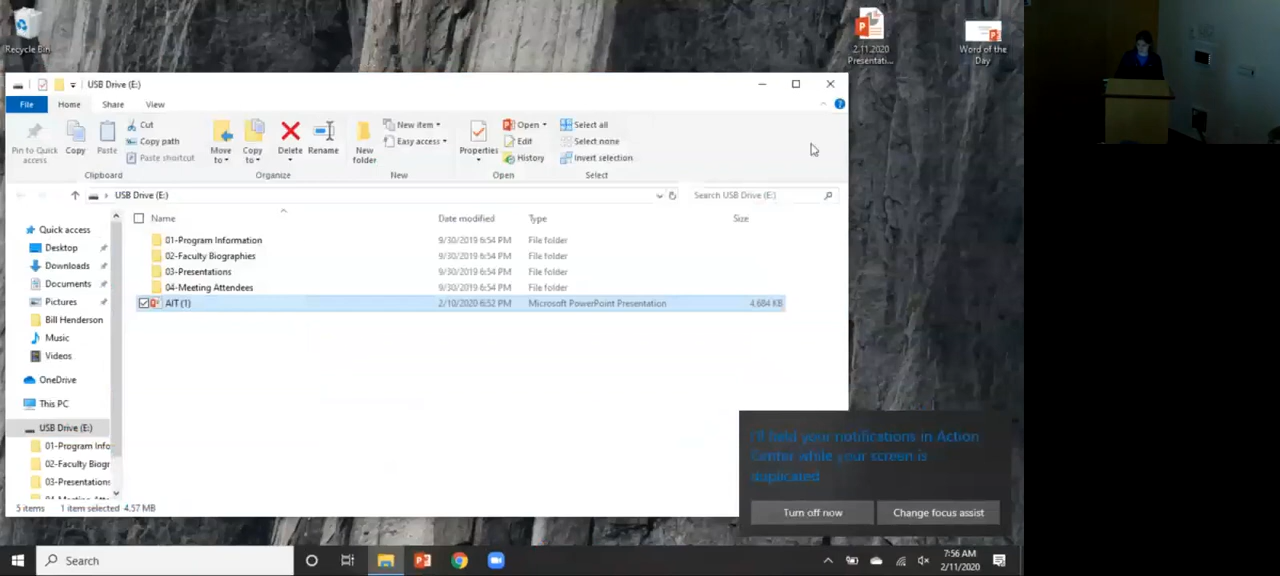 Recycle Bin
2.11.2020
Presentati...
Word of the
Day
USB Drive (E:)
File
Home
Share
View
Pin to Quick
access
Copy
Paste
Cut
Copy path
Paste shortcut
Clipboard
Move
to
Copy
to
Delete
Rename
Organize
New
folder
New item
Easy access
New
Properties
Open
Edit
History
Open
Select all
Select none
Invert selection
Select
USB Drive (E:)
Search USB Drive (E:)
Name
Date modified
Type
Size
01-Program Information
9/30/2019 6:54 PM
File folder
02-Faculty Biographies
9/30/2019 6:54 PM
File folder
03-Presentations
9/30/2019 6:54 PM
File folder
04-Meeting Attendees
9/30/2019 6:54 PM
File folder
AIT (1)
2/10/2020 6:52 PM
Microsoft PowerPoint Presentation
4,684 KB
Quick access
Desktop
Downloads
Documents
Pictures
Bill Henderson
Music
Videos
OneDrive
This PC
USB Drive (E:)
01-Program Info
02-Faculty Biogr
03-Presentations
04-Meeting Atte
5 items
1 item selected 4.57 MB
I'll hold your notifications in Action
Center while your screen is
duplicated
Turn off now
Change focus assist
Search
7:56 AM
2/11/2020